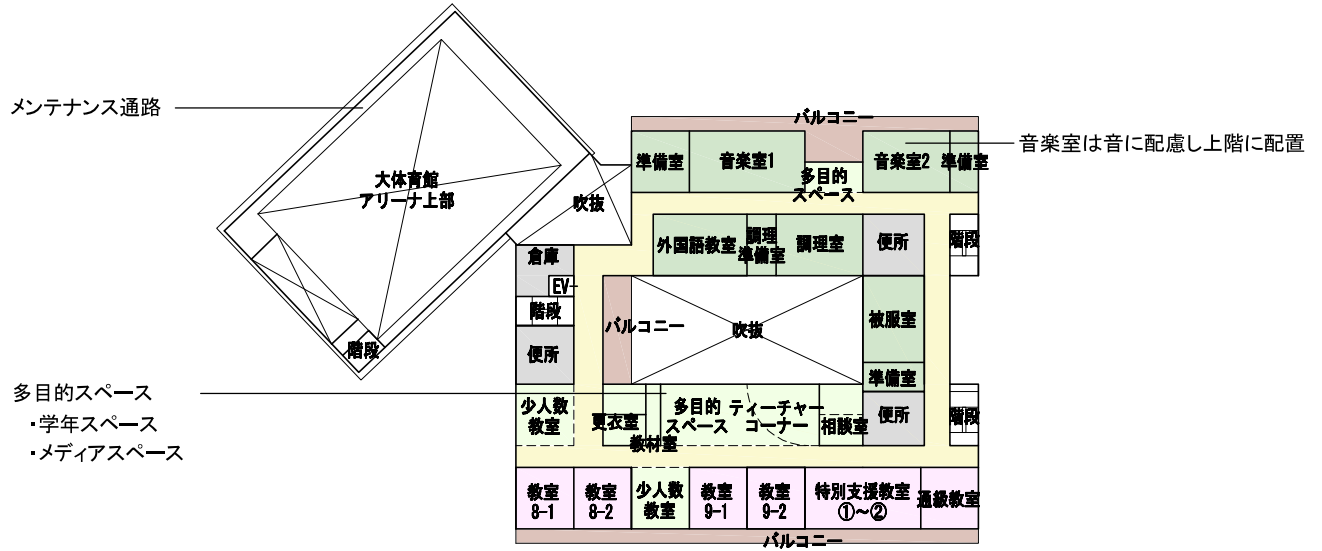 メンテナンス通路
大体育館
アリーナ上部
吹抜
バルコニー
準備室
音楽室1
多目的
スペース
音楽室2
準備室
音楽室は音に配慮し上階に配置
外国語教室
調理
準備室
調理室
便所
階段
倉庫
EV
階段
便所
階段
バルコニー
吹抜
被服室
準備室
便所
階段
多目的スペース
・学年スペース
・メディアスペース
少人数
教室
更衣室
教材室
多目的
スペース
ティーチャー
コーナー
相談室
教室
8-1
教室
8-2
少人数
教室
教室
9-1
教室
9-2
特別支援教室
①～②
通級教室
バルコニー